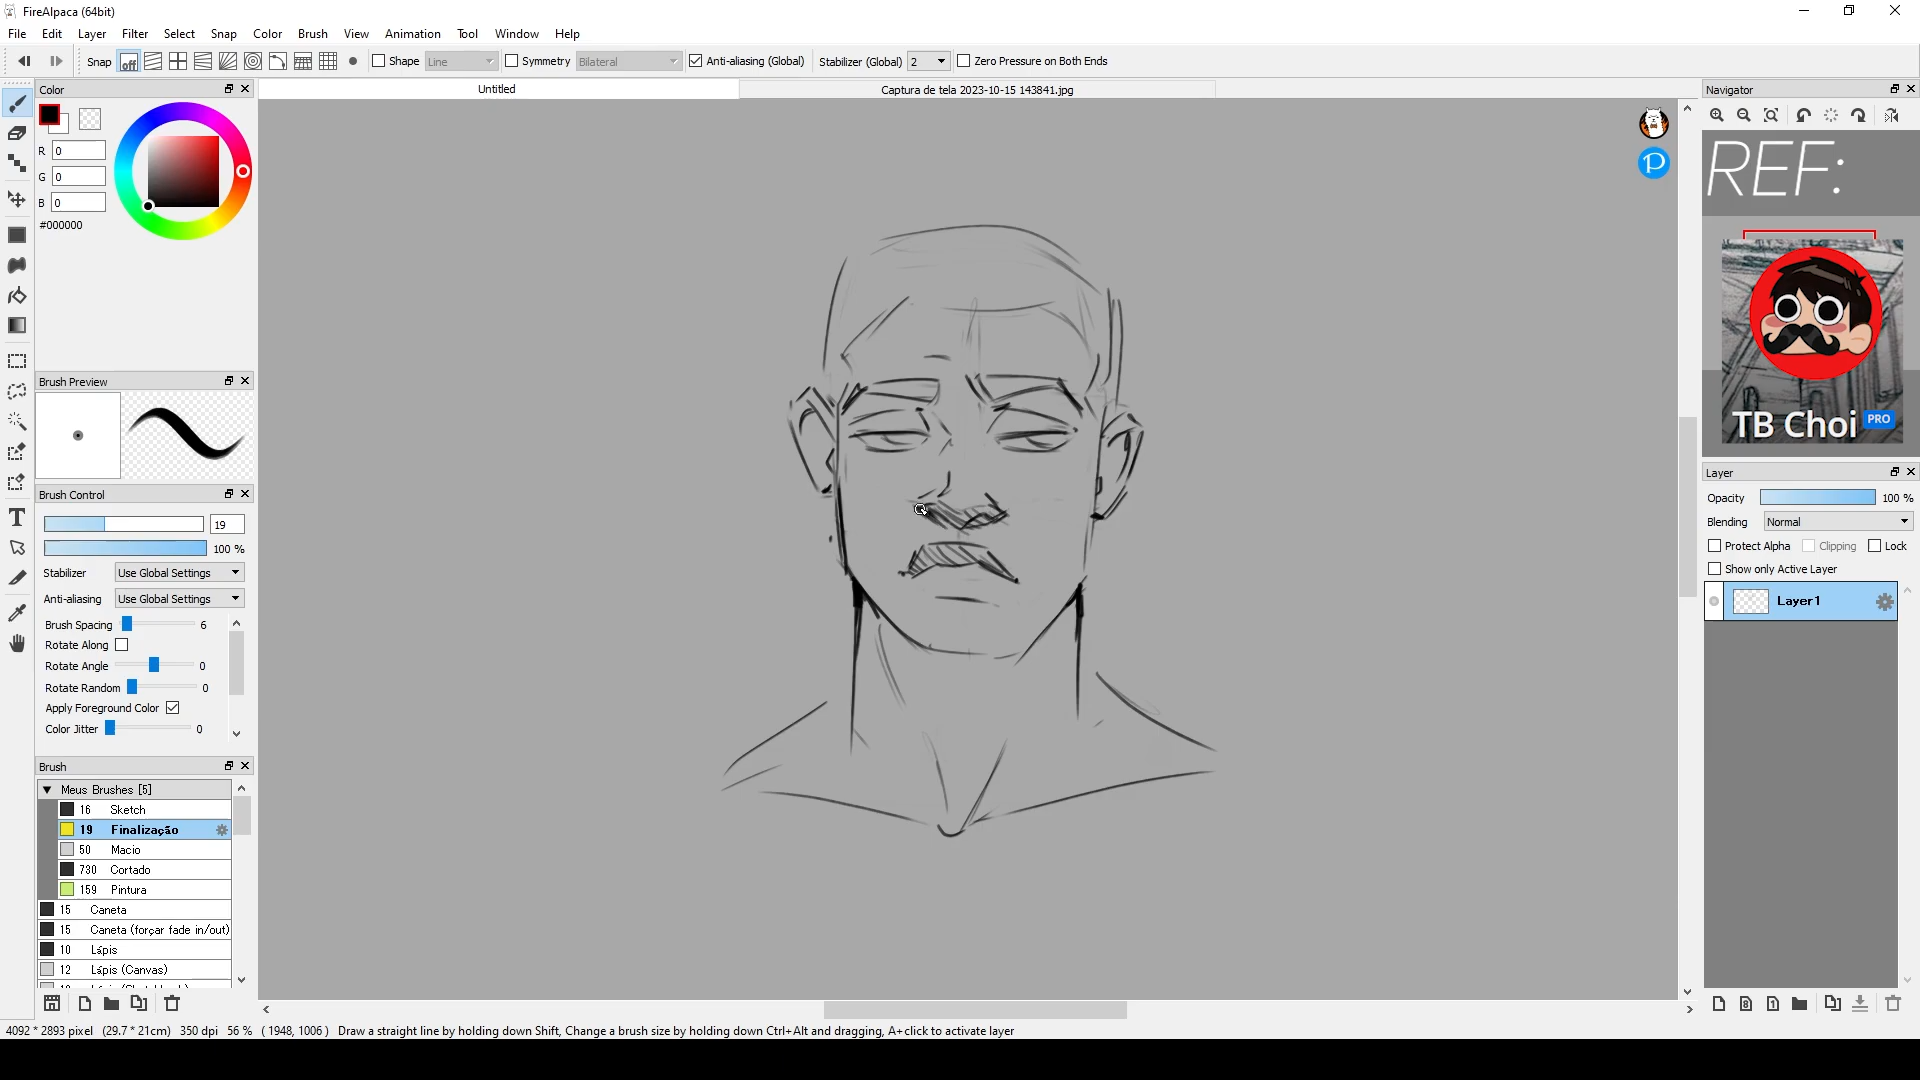 FireAlpaca (64bit)
File Edit Layer Filter Select Snap Color Brush View Animation Tool Window Help
Snap off Shape Line Symmetry Bilateral Anti-aliasing (Global) Stabilizer (Global) 2 Zero Pressure on Both Ends
Color
Untitled
Captura de tela 2023-10-15 143841.jpg
Navigator
R 0
G 0
B 0
#000000
REF:
TB Choi PRO
Brush Preview
Brush Control
19
100 %
Stabilizer Use Global Settings
Anti-aliasing Use Global Settings
Brush Spacing 6
Rotate Along
Rotate Angle 0
Rotate Random 0
Apply Foreground Color
Color Jitter 0
Brush
Meus Brushes [5]
16 Sketch
19 Finalização
50 Macio
730 Cortado
159 Pintura
15 Caneta
15 Caneta (forçar fade in/out)
10 Lápis
12 Lápis (Canvas)
Layer
Opacity 100 %
Blending Normal
Protect Alpha Clipping Lock
Show only Active Layer
Layer1
P
4092 * 2893 pixel (29.7 * 21cm) 350 dpi 56 % ( 1948, 1006 ) Draw a straight line by holding down Shift, Change a brush size by holding down Ctrl+Alt and dragging, A+click to activate layer